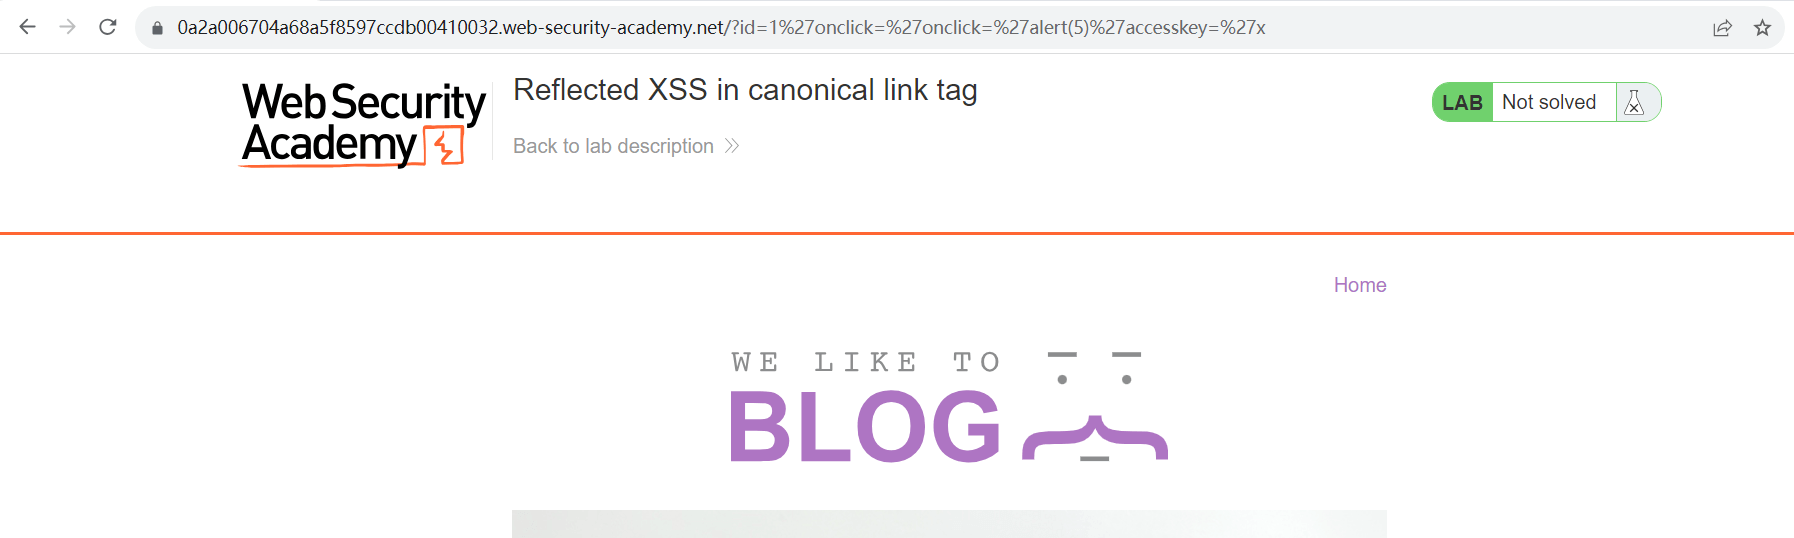 0a2a006704a68a5f8597ccdb00410032.web-security-academy.net/?id=1%27onclick=%27onclick=%27alert(5)%27accesskey=%27x
Web Security
Academy
Reflected XSS in canonical link tag
Back to lab description
LAB Not solved
Home
WE LIKE TO
BLOG